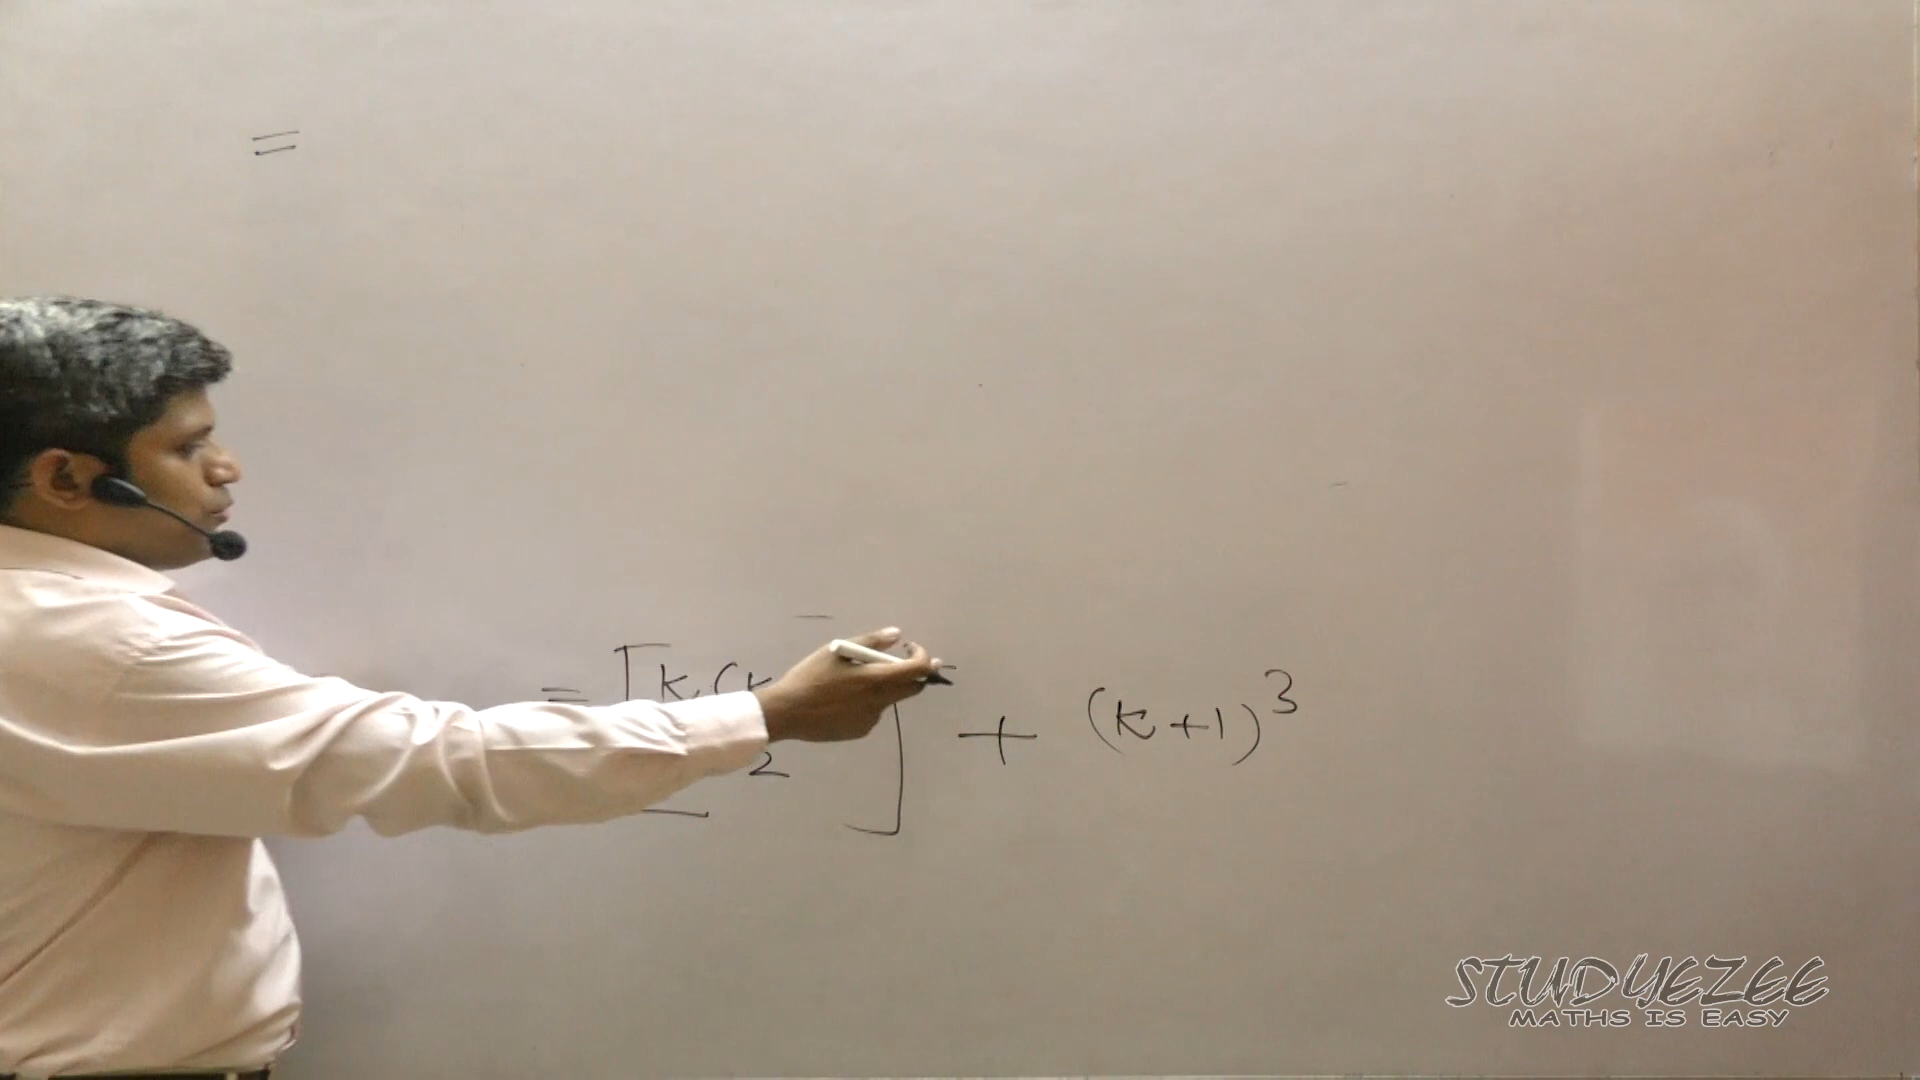 =
= [k(k 2] + (k+1)³
STUDYEZEE
MATHS IS EASY